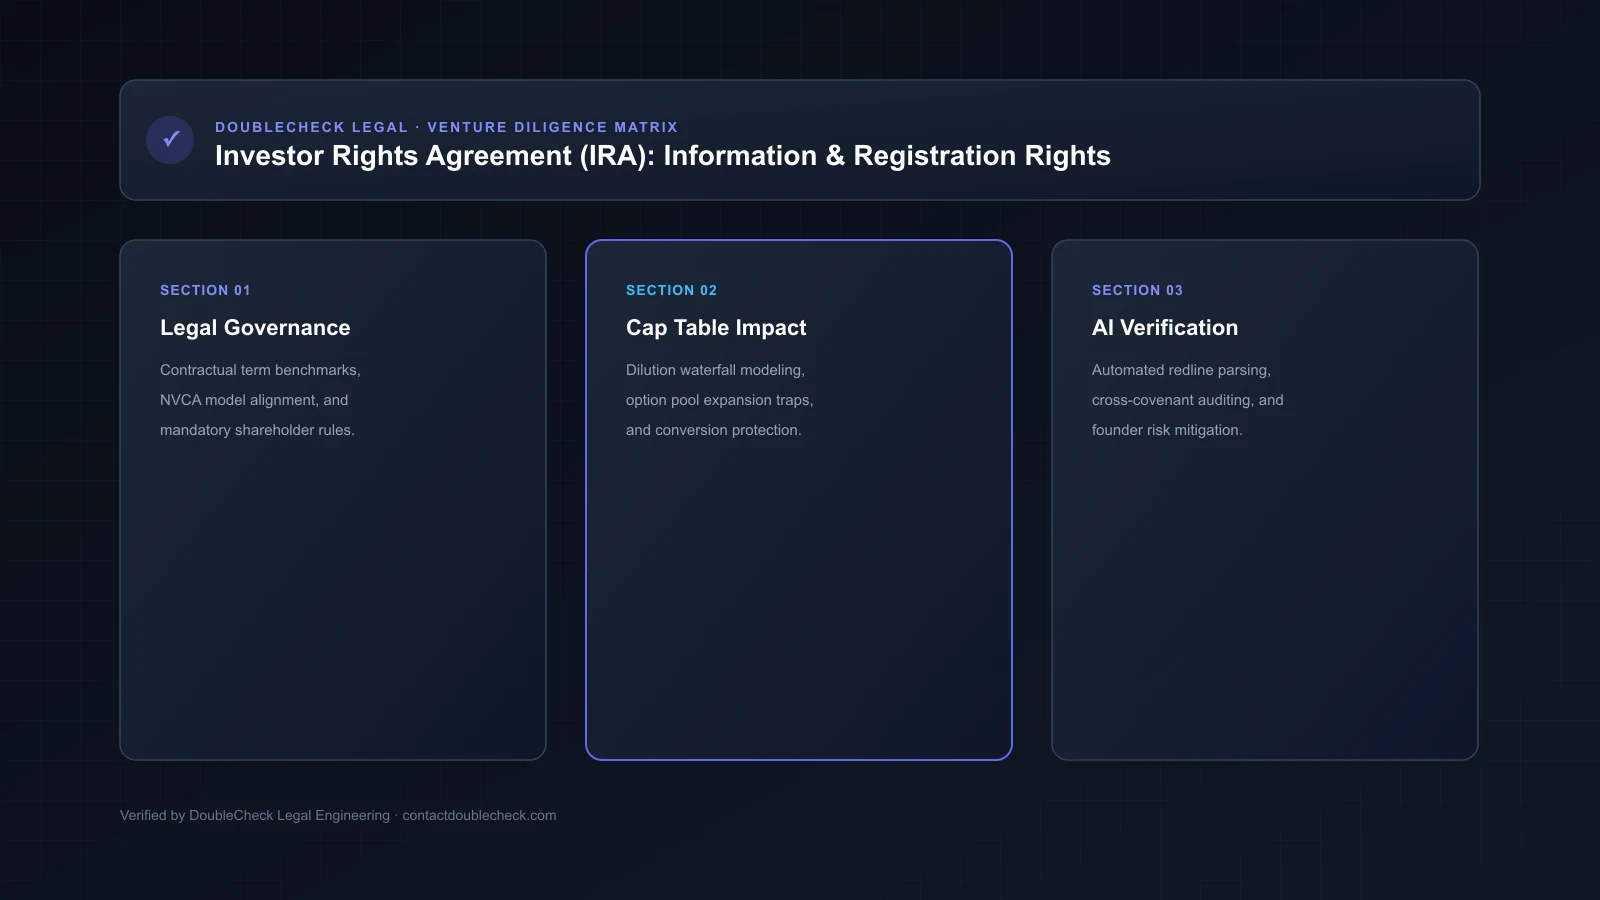 DOUBLECHECK LEGAL · VENTURE DILIGENCE MATRIX
Investor Rights Agreement (IRA): Information & Registration Rights
SECTION 01
Legal Governance
Contractual term benchmarks,
NVCA model alignment, and
mandatory shareholder rules.
SECTION 02
Cap Table Impact
Dilution waterfall modeling,
option pool expansion traps,
and conversion protection.
SECTION 03
AI Verification
Automated redline parsing,
cross-covenant auditing, and
founder risk mitigation.
Verified by DoubleCheck Legal Engineering · contactdoublecheck.com